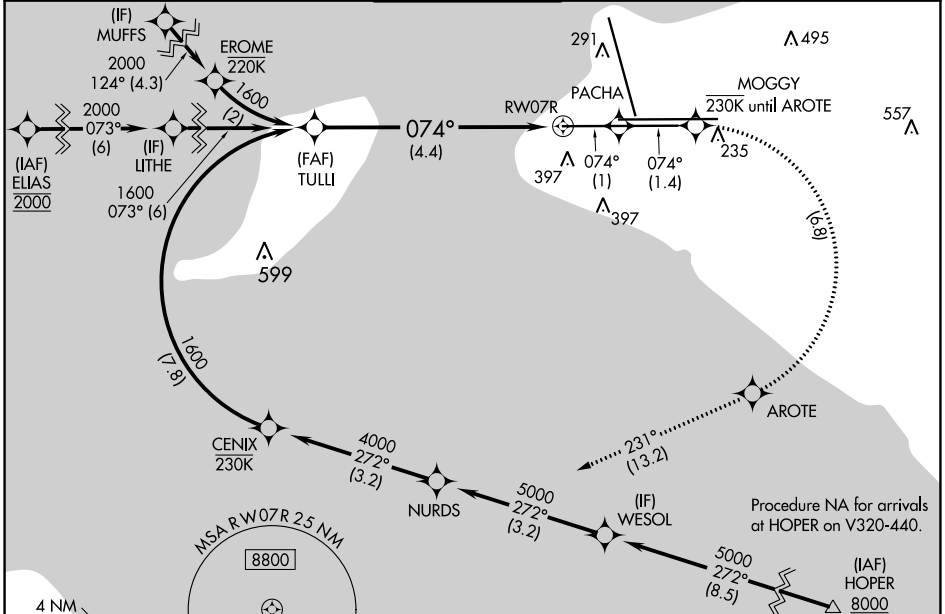 (IF)
MUFFS
2000
124° (4.3)
EROME
220K
1600
(2)
2000
073°
(6)
(IAF)
ELIAS
2000
(IF)
LITHE
1600
073° (6)
(FAF)
TULLI
074°
(4.4)
RW07R
PACHA
291
495
MOGGY
230K until AROTE
557
235
074°
(1)
074°
(1.4)
397
397
599
(6.8)
1600
(7.8)
CENIX
230K
4000
272°
(3.2)
NURDS
5000
272°
(3.2)
(IF)
WESOL
231°
(13.2)
AROTE
Procedure NA for arrivals
at HOPER on V320-440.
5000
272°
(8.5)
(IAF)
HOPER
8000
MSA RW07R 25 NM
8800
4 NM